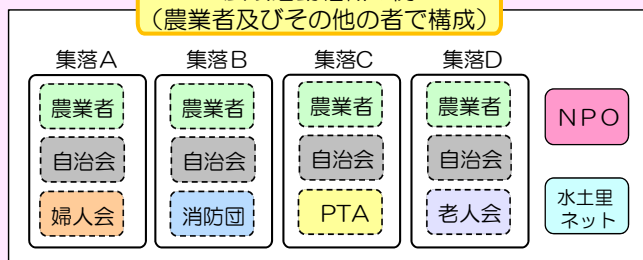 （農業者及びその他の者で構成）
集落A 集落B 集落C 集落D
農業者 農業者 農業者 農業者
自治会 自治会 自治会 自治会
婦人会 消防団 PTA 老人会
NPO
水土里
ネット